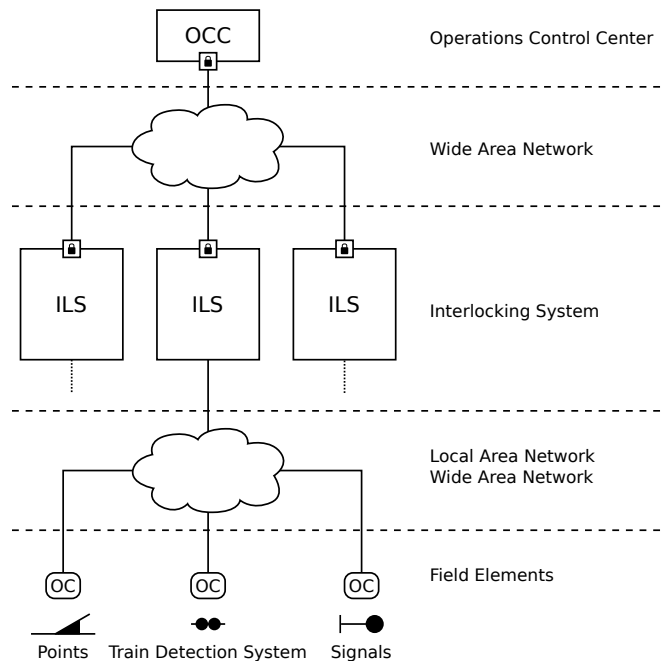 OCC
Operations Control Center
Wide Area Network
ILS
ILS
ILS
Interlocking System
Local Area Network
Wide Area Network
OC
OC
OC
Field Elements
Points
Train Detection System
Signals